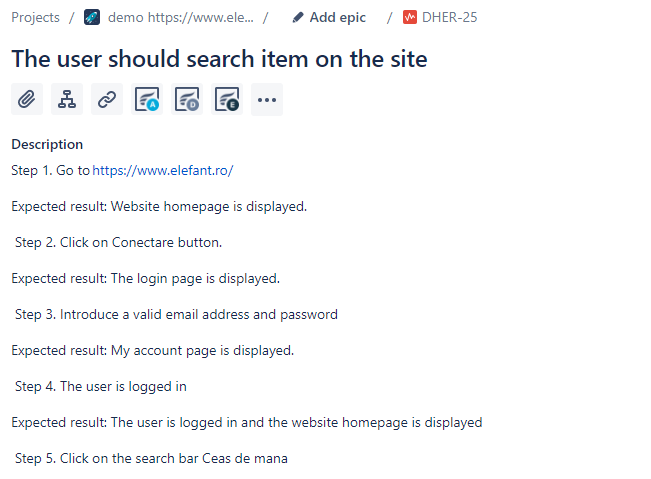 Projects / demo https://www.ele... / Add epic / DHER-25
The user should search item on the site
A D E
Description
Step 1. Go to https://www.elefant.ro/
Expected result: Website homepage is displayed.
Step 2. Click on Conectare button.
Expected result: The login page is displayed.
Step 3. Introduce a valid email address and password
Expected result: My account page is displayed.
Step 4. The user is logged in
Expected result: The user is logged in and the website homepage is displayed
Step 5. Click on the search bar Ceas de mana